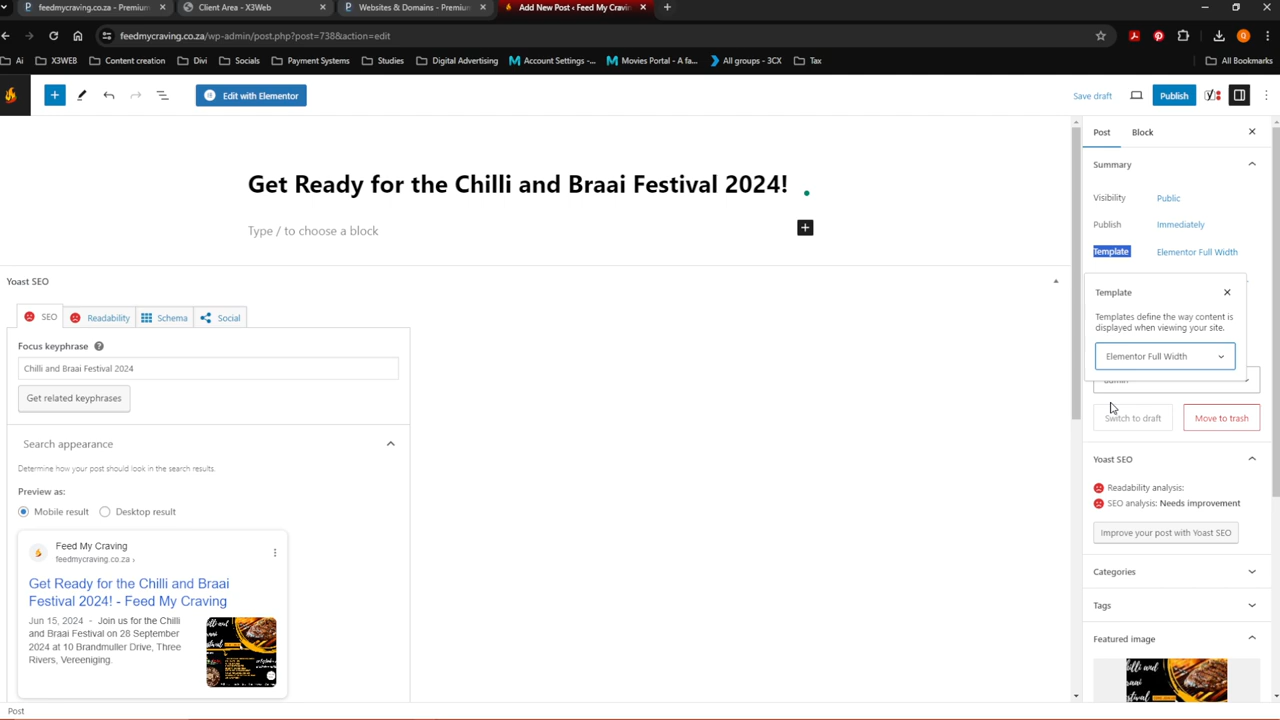 feedmycraving.co.za - Premium
Client Area - X3Web
Websites & Domains - Premium
Add New Post ‹ Feed My Cravin
feedmycraving.co.za/wp-admin/post.php?post=738&action=edit
Ai
X3WEB
Content creation
Divi
Socials
Payment Systems
Studies
Digital Advertising
Account Settings -...
Movies Portal - A fa...
All groups - 3CX
Tax
All Bookmarks
Edit with Elementor
Save draft
Publish
Post
Block
Summary
Get Ready for the Chilli and Braai Festival 2024!
Visibility
Public
Publish
Immediately
Type / to choose a block
Template
Elementor Full Width
Yoast SEO
Template
Templates define the way content is
displayed when viewing your site.
SEO
Readability
Schema
Social
Focus keyphrase
Elementor Full Width
Chilli and Braai Festival 2024
admin
Get related keyphrases
Switch to draft
Move to trash
Search appearance
Yoast SEO
Determine how your post should look in the search results.
Readability analysis:
Preview as:
SEO analysis: Needs improvement
Mobile result
Desktop result
Improve your post with Yoast SEO
Feed My Craving
feedmycraving.co.za ›
Categories
Get Ready for the Chilli and Braai
Festival 2024! - Feed My Craving
Tags
Jun 15, 2024 - Join us for the Chilli
and Braai Festival on 28 September
2024 at 10 Brandmuller Drive, Three
Rivers, Vereeniging.
Featured image
Post